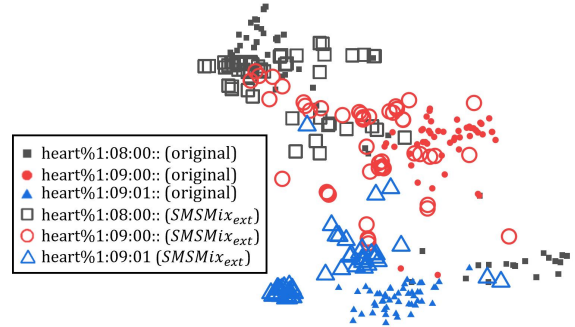 heart%1:08:00:: (original)
heart%1:09:00:: (original)
heart%1:09:01:: (original)
heart%1:08:00:: (SMSMix_ext)
heart%1:09:00:: (SMSMix_ext)
heart%1:09:01 (SMSMix_ext)